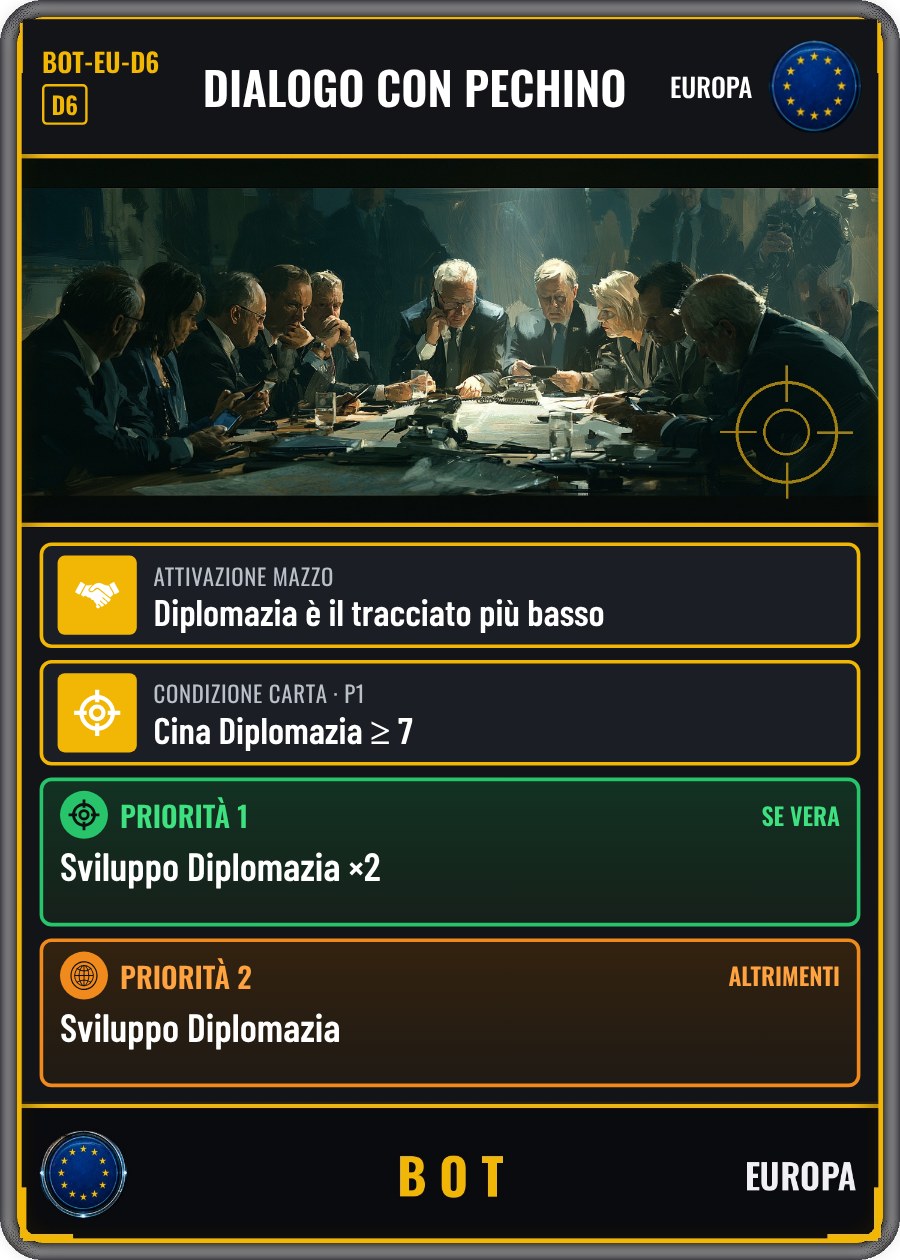 BOT-EU-D6
D6
DIALOGO CON PECHINO
EUROPA
ATTIVAZIONE MAZZO
Diplomazia è il tracciato più basso
CONDIZIONE CARTA · P1
Cina Diplomazia ≥ 7
PRIORITÀ 1
SE VERA
Sviluppo Diplomazia ×2
PRIORITÀ 2
ALTRIMENTI
Sviluppo Diplomazia
BOT
EUROPA